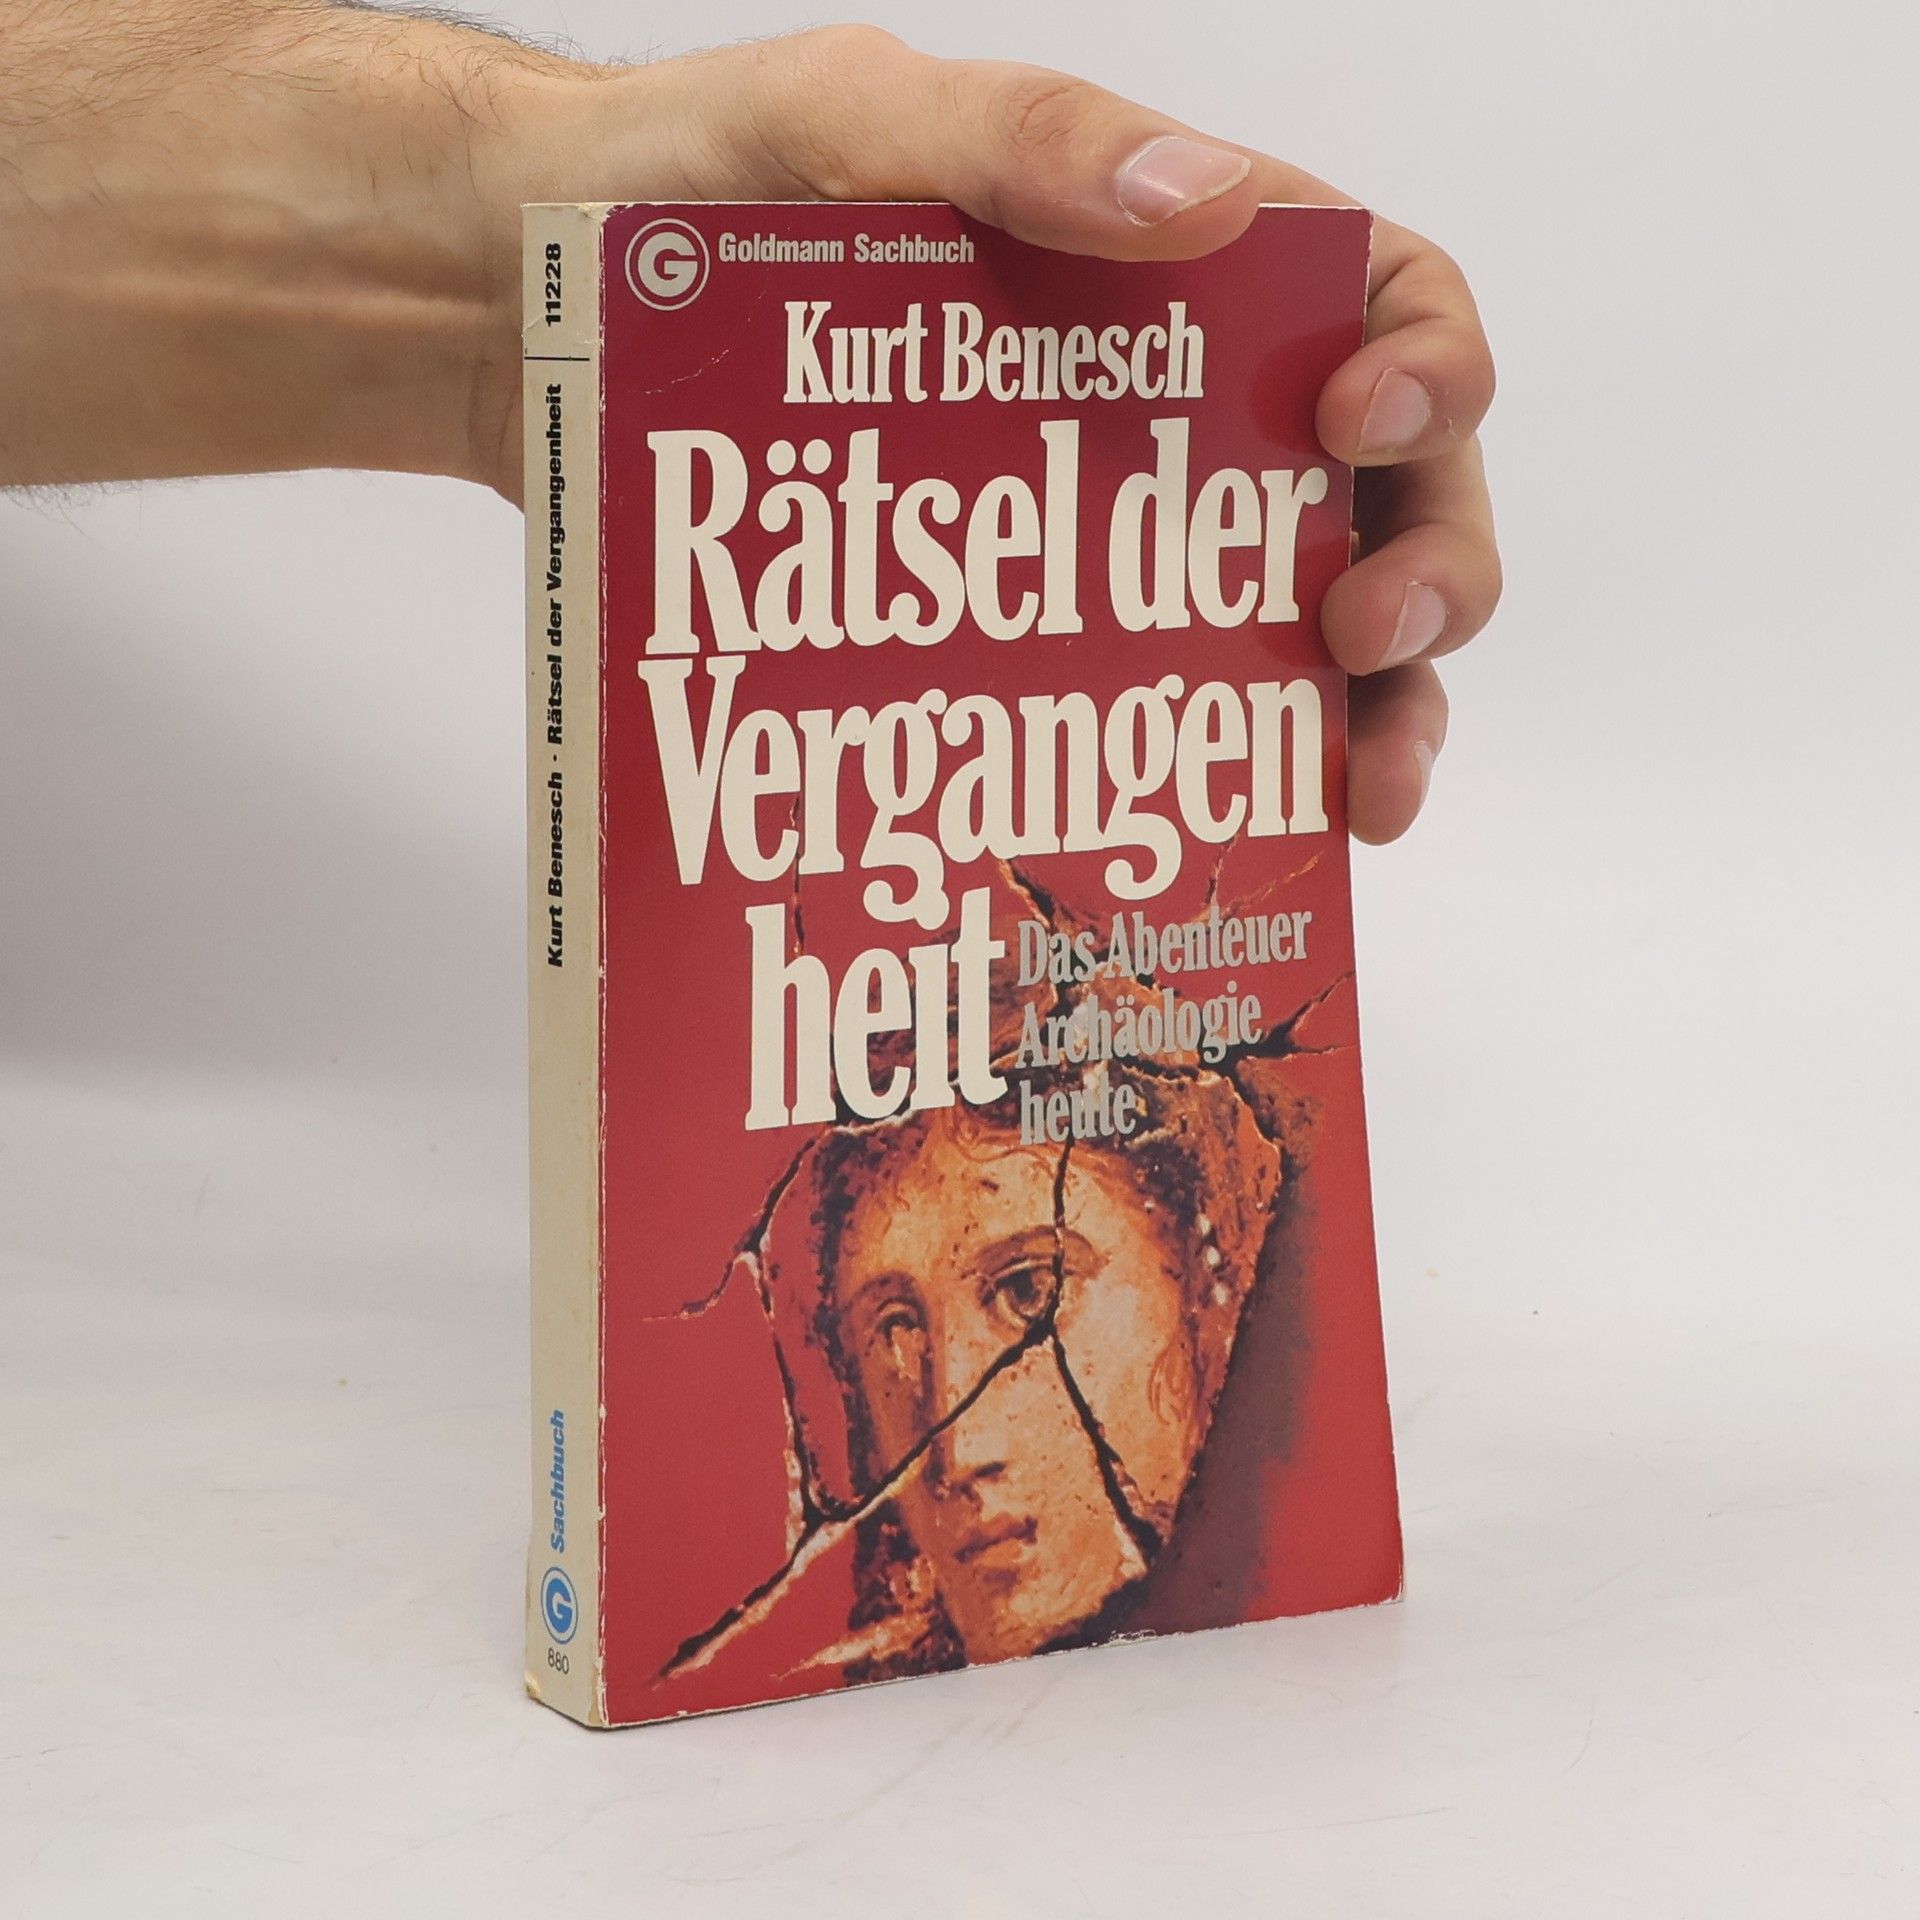 G Goldmann Sachbuch
Kurt Benesch
Rätsel der
Vergangen
heit
Das Abenteuer
Archäologie
heute
11228
Kurt Benesch · Rätsel der Vergangenheit
Sachbuch
G
880